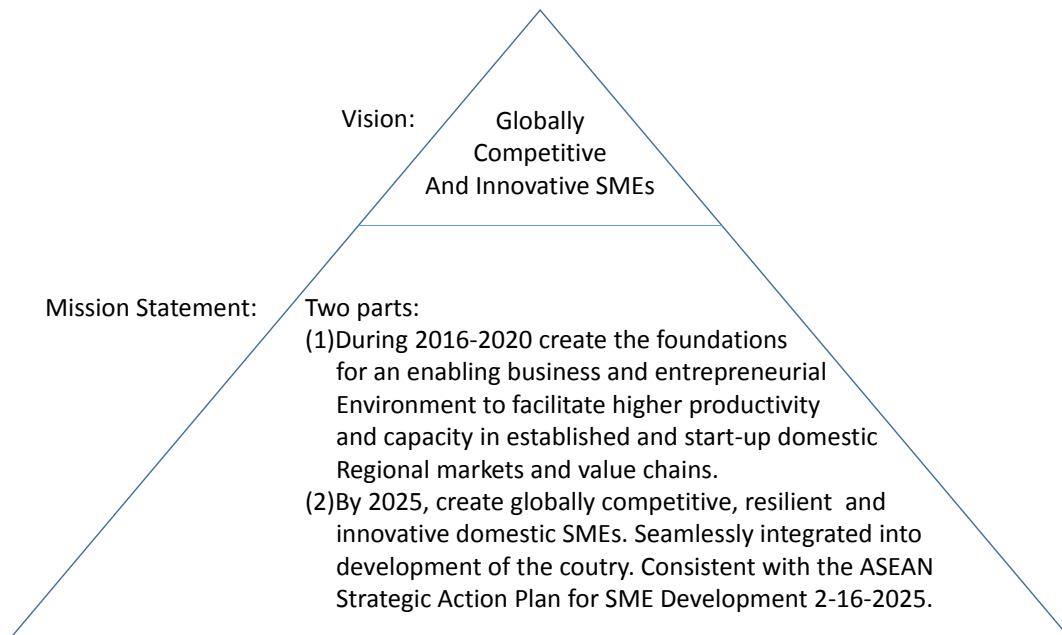 Vision:
Globally
Competitive
And Innovative SMEs
Mission Statement:
Two parts:
(1)During 2016-2020 create the foundations
for an enabling business and entrepreneurial
Environment to facilitate higher productivity
and capacity in established and start-up domestic
Regional markets and value chains.
(2)By 2025, create globally competitive, resilient  and
innovative domestic SMEs. Seamlessly integrated into
development of the coutry. Consistent with the ASEAN
Strategic Action Plan for SME Development 2-16-2025.